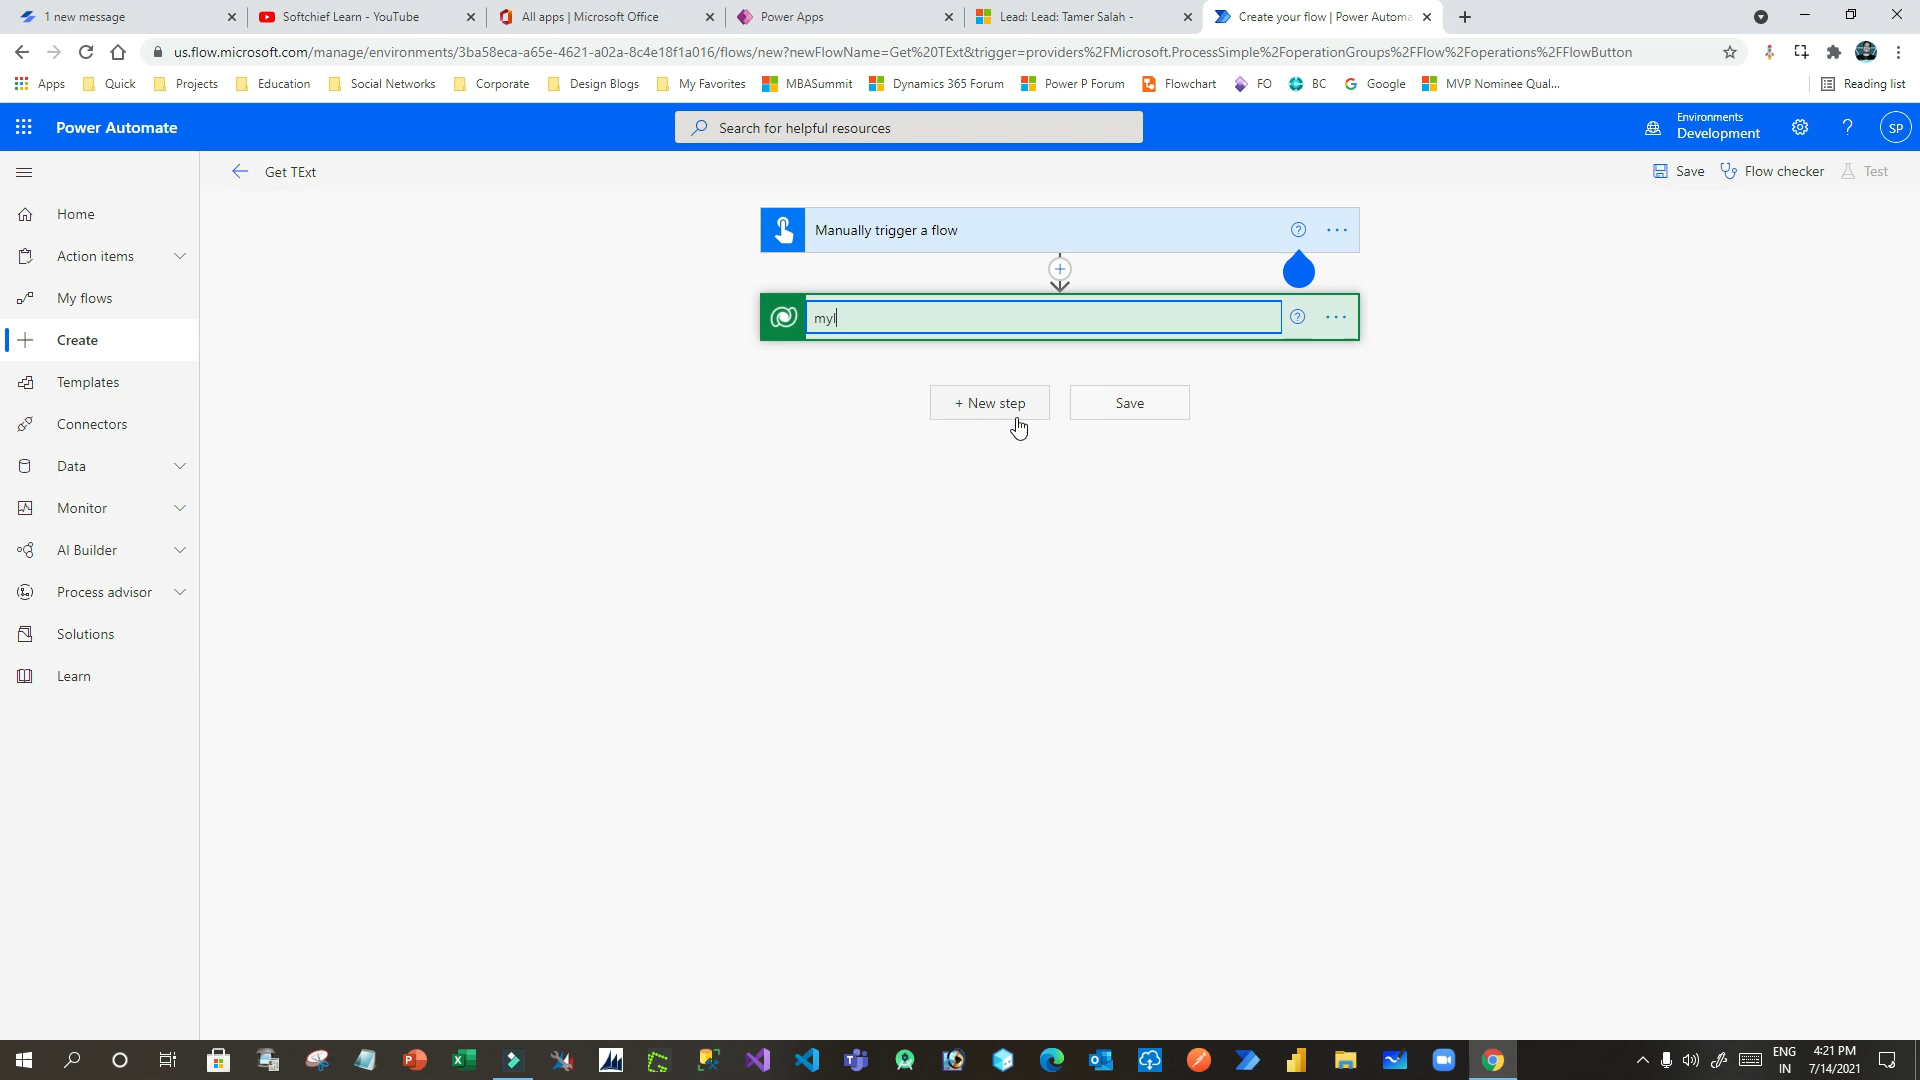 1 new message
Softchief Learn - YouTube
All apps | Microsoft Office
Power Apps
Lead: Lead: Tamer Salah -
Create your flow | Power Automa
us.flow.microsoft.com/manage/environments/3ba58eca-a65e-4621-a02a-8c4e18f1a016/flows/new?newFlowName=Get%20TExt&trigger=providers%2FMicrosoft.ProcessSimple%2FoperationGroups%2FFlow%2Foperations%2FFlowButton
Apps
Quick
Projects
Education
Social Networks
Corporate
Design Blogs
My Favorites
MBASummit
Dynamics 365 Forum
Power P Forum
Flowchart
FO
BC
Google
MVP Nominee Qual...
Reading list
Power Automate
Search for helpful resources
Environments
Development
SP
Get TExt
Save
Flow checker
Test
Home
Action items
My flows
Create
Templates
Connectors
Data
Monitor
AI Builder
Process advisor
Solutions
Learn
Manually trigger a flow
myl
+ New step
Save
ENG
IN
4:21 PM
7/14/2021